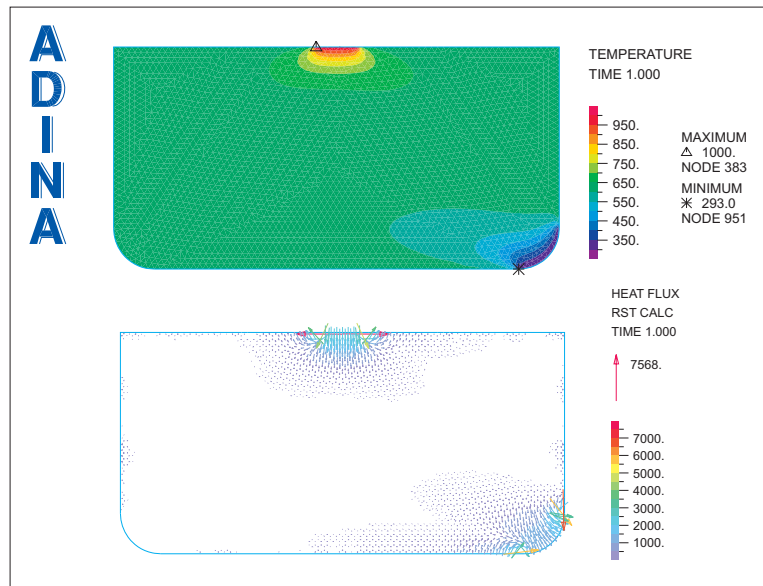 ADINA
TEMPERATURE
TIME 1.000
950.
850.
750.
650.
550.
450.
350.
MAXIMUM
1000.
NODE 383
MINIMUM
293.0
NODE 951
HEAT FLUX
RST CALC
TIME 1.000
7568.
7000.
6000.
5000.
4000.
3000.
2000.
1000.